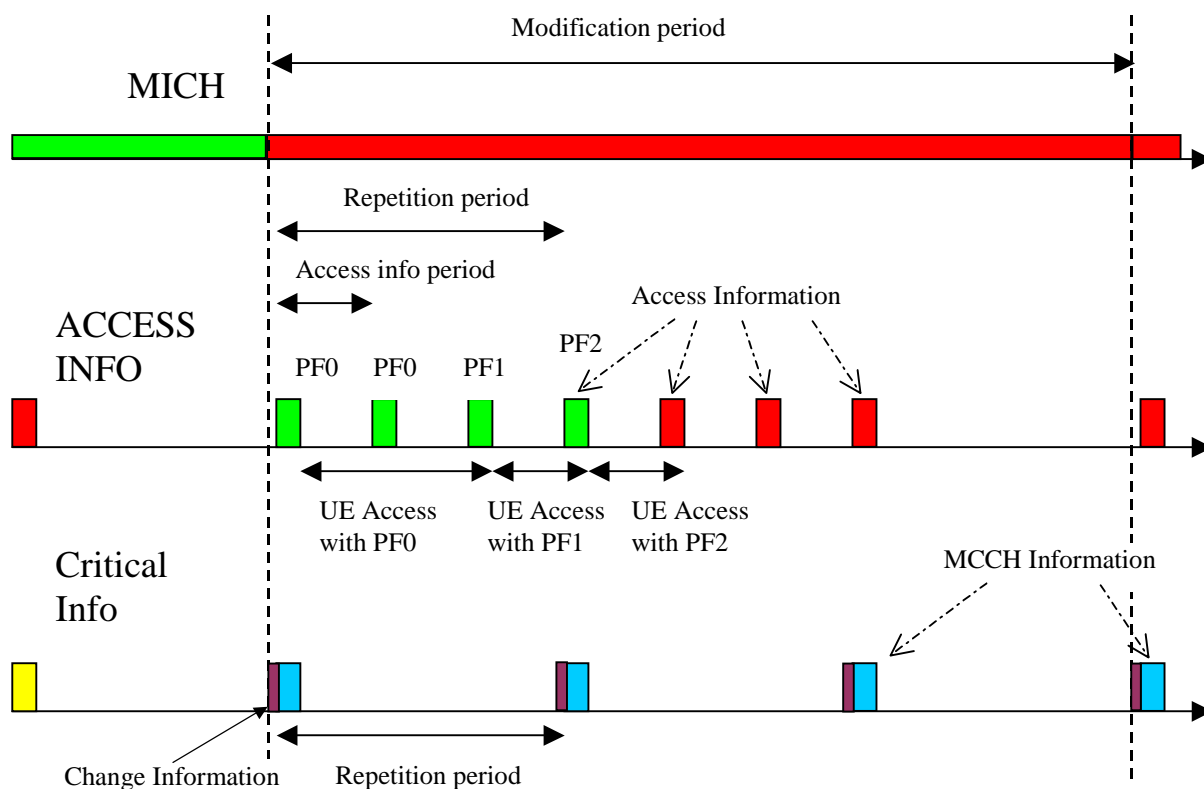 Modification period
MICH
Repetition period
Access info period
Access Information
ACCESS
INFO
PF0
PF0
PF1
PF2
UE Access
with PF0
UE Access
with PF1
UE Access
with PF2
Critical
Info
MCCH Information
Change Information
Repetition period